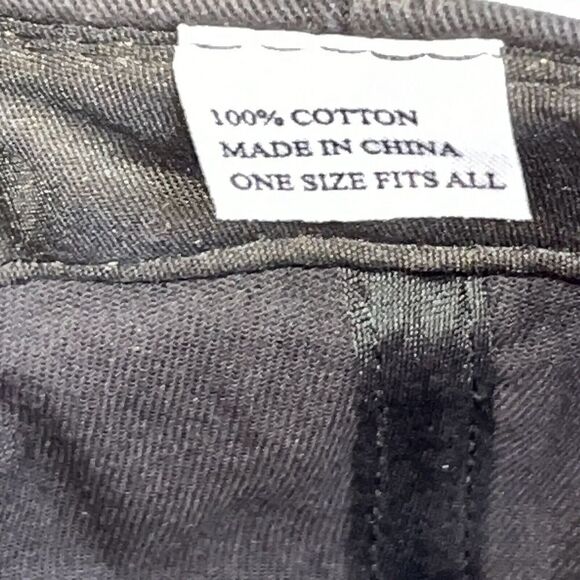 100% COTTON
MADE IN CHINA
ONE SIZE FITS ALL